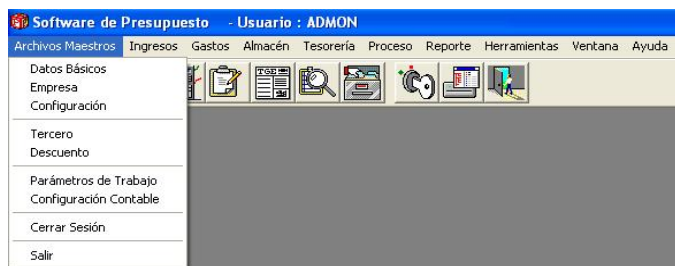 Software de Presupuesto - Usuario : ADMON
Archivos Maestros Ingresos Gastos Almacén Tesorería Proceso Reporte Herramientas Ventana Ayuda
Datos Básicos
Empresa
Configuración
Tercero
Descuento
Parámetros de Trabajo
Configuración Contable
Cerrar Sesión
Salir